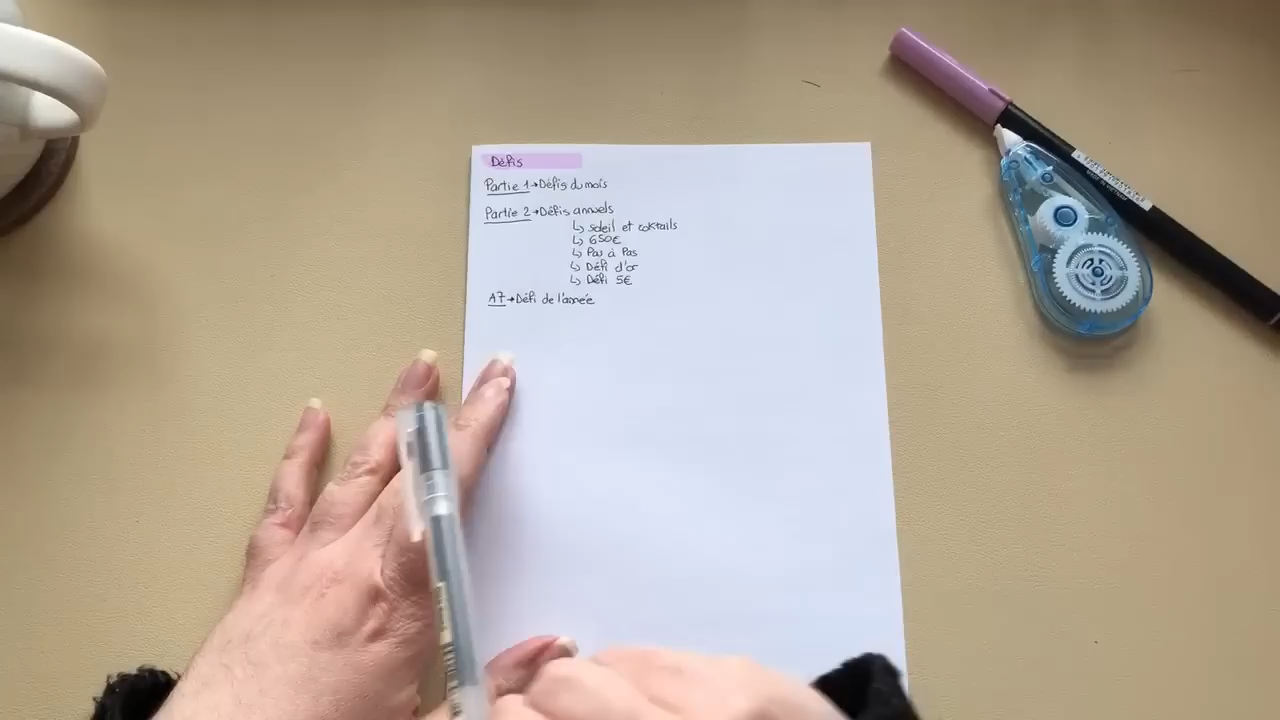 Défis
Partie 1→Défis du mois
Partie 2→Défis annuels
↳ soleil et coktails
↳ 650€
↳ Pas à Pas
↳ Défi d'or
↳ Défi 5€
A7→Défi de l'année